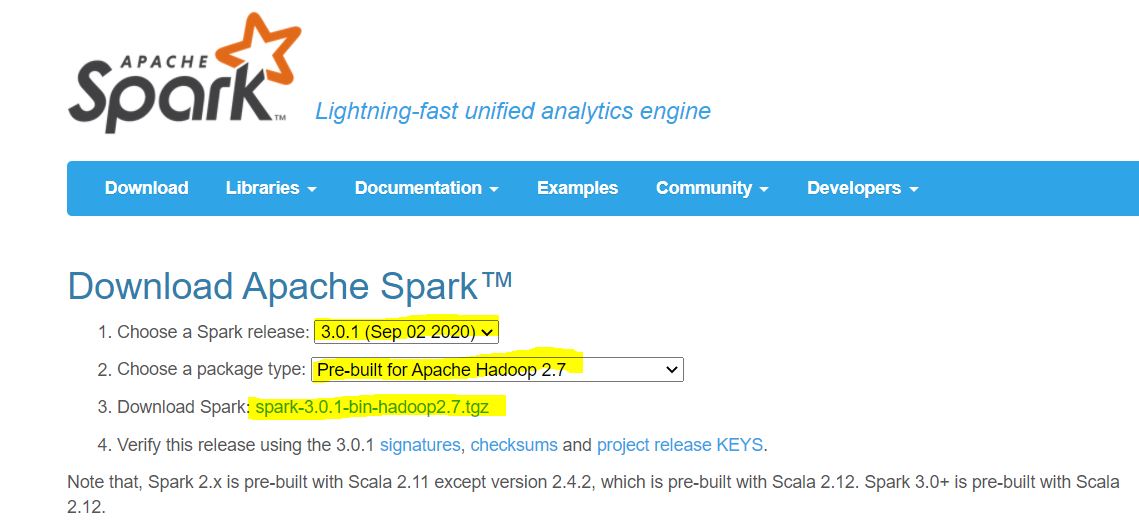 APACHE
Spark™
Lightning-fast unified analytics engine
Download Libraries Documentation Examples Community Developers
Download Apache Spark™
1. Choose a Spark release: 3.0.1 (Sep 02 2020)
2. Choose a package type: Pre-built for Apache Hadoop 2.7
3. Download Spark: spark-3.0.1-bin-hadoop2.7.tgz
4. Verify this release using the 3.0.1 signatures, checksums and project release KEYS.
Note that, Spark 2.x is pre-built with Scala 2.11 except version 2.4.2, which is pre-built with Scala 2.12. Spark 3.0+ is pre-built with Scala
2.12.